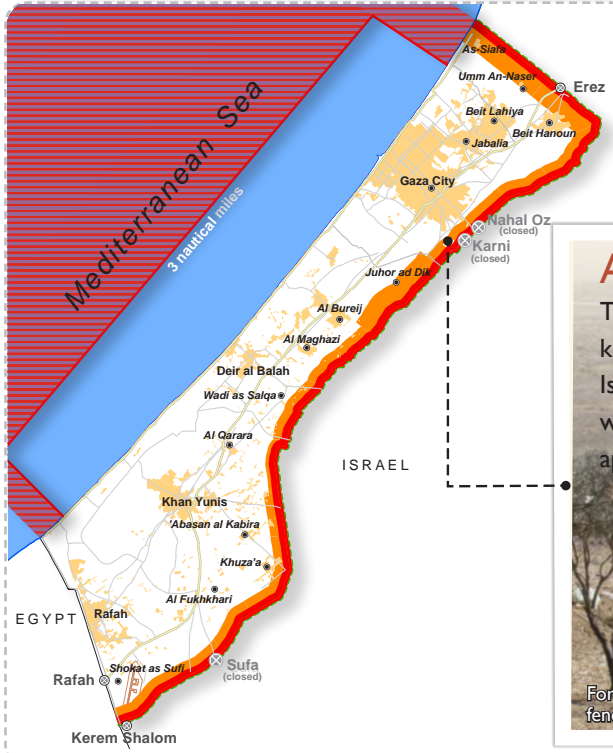 As-Siafa
Umm An-Naser
Erez
Beit Lahiya
Beit Hanoun
Jabalia
Gaza City
Mediterranean Sea
3 nautical miles
Nahal Oz
(closed)
Karni
(closed)
Juhor ad Dik
Al Bureij
Al Maghazi
Deir al Balah
Wadi as Salqa
Al Qarara
ISRAEL
Khan Yunis
'Abasan al Kabira
Khuza'a
Al Fukhkhari
EGYPT
Rafah
Shokat as Sufi
Sufa
(closed)
Rafah
Kerem Shalom
A
T
k
Is
w
a
For
fenc